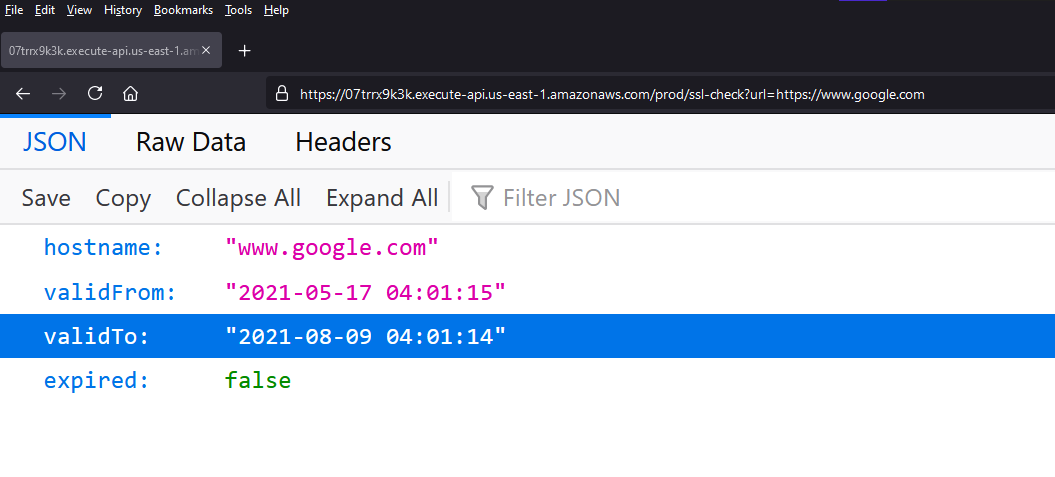 File Edit View History Bookmarks Tools Help
07trrx9k3k.execute-api.us-east-1.am
https://07trrx9k3k.execute-api.us-east-1.amazonaws.com/prod/ssl-check?url=https://www.google.com
JSON Raw Data Headers
Save Copy Collapse All Expand All Filter JSON
hostname: "www.google.com"
validFrom: "2021-05-17 04:01:15"
validTo: "2021-08-09 04:01:14"
expired: false